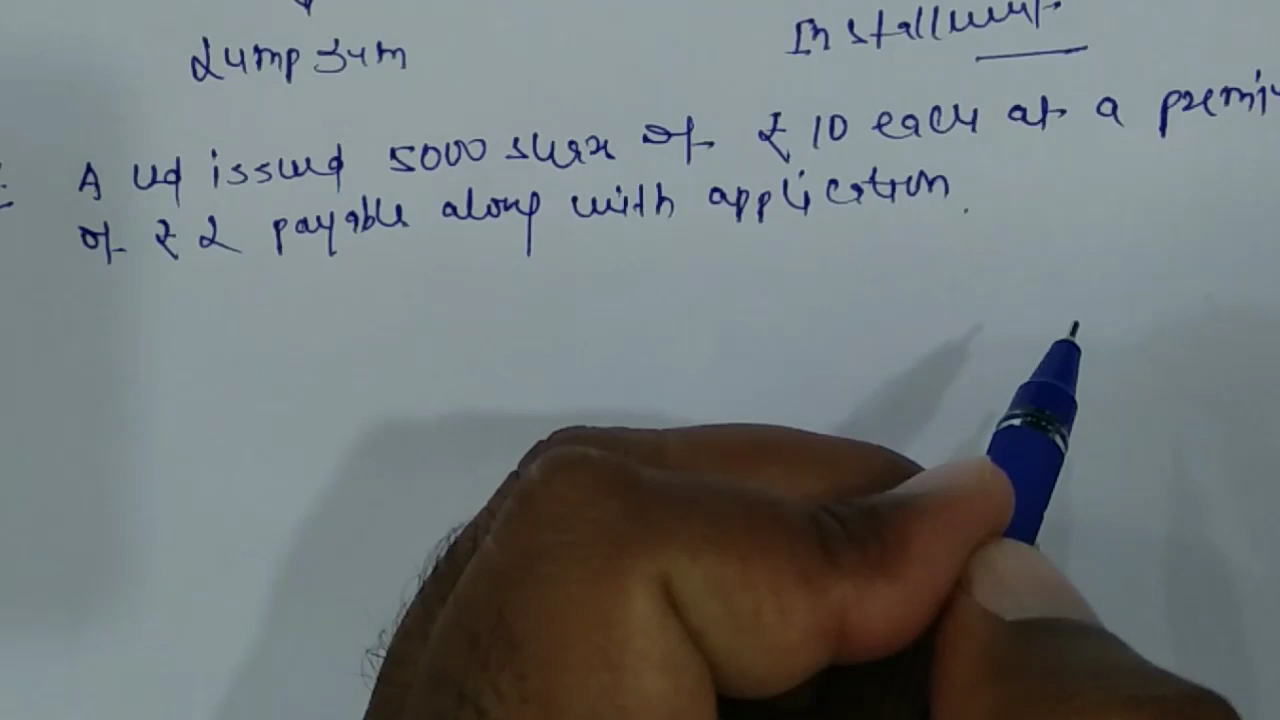 Lump sum
Installment
A Ltd issued 5000 share of ₹ 10 each at a premi
of ₹ 2 payable along with application.